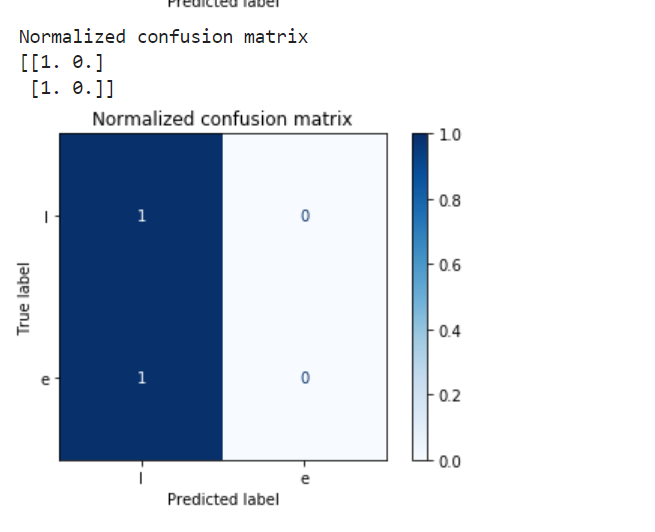 Predicted label
Normalized confusion matrix
[[1. 0.]
 [1. 0.]]
Normalized confusion matrix
1.0
0.8
l 1 0
0.6
True label
0.4
e 1 0
0.2
0.0
l e
Predicted label